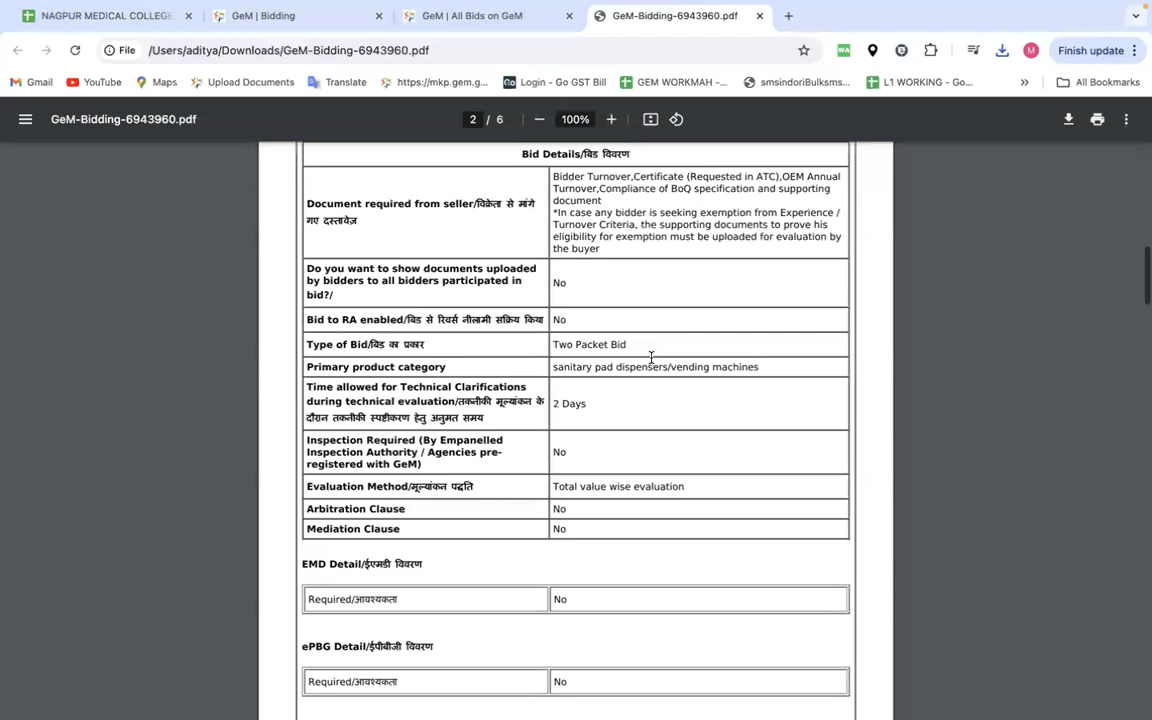 NAGPUR MEDICAL COLLEGE
GeM | Bidding
GeM | All Bids on GeM
GeM-Bidding-6943960.pdf
File
/Users/aditya/Downloads/GeM-Bidding-6943960.pdf
WA
M
Finish update
Gmail
YouTube
Maps
Upload Documents
Translate
https://mkp.gem.g...
Login - Go GST Bill
GEM WORKMAH -...
smsindoriBulksms...
L1 WORKING - Go...
»
All Bookmarks
GeM-Bidding-6943960.pdf
2 / 6
100%
Bid Details/बिड विवरण
Document required from seller/विक्रेता से मांगे
गए दस्तावेज़
Bidder Turnover,Certificate (Requested in ATC),OEM Annual
Turnover,Compliance of BoQ specification and supporting
document
*In case any bidder is seeking exemption from Experience /
Turnover Criteria, the supporting documents to prove his
eligibility for exemption must be uploaded for evaluation by
the buyer
Do you want to show documents uploaded
by bidders to all bidders participated in
bid?/
No
Bid to RA enabled/बिड से रिवर्स नीलामी सक्रिय किया
No
Type of Bid/बिड का प्रकार
Two Packet Bid
Primary product category
sanitary pad dispensers/vending machines
Time allowed for Technical Clarifications
during technical evaluation/तकनीकी मूल्यांकन के
दौरान तकनीकी स्पष्टीकरण हेतु अनुमत समय
2 Days
Inspection Required (By Empanelled
Inspection Authority / Agencies pre-
registered with GeM)
No
Evaluation Method/मूल्यांकन पद्धति
Total value wise evaluation
Arbitration Clause
No
Mediation Clause
No
EMD Detail/ईएमडी विवरण
Required/आवश्यकता
No
ePBG Detail/ईपीबीजी विवरण
Required/आवश्यकता
No